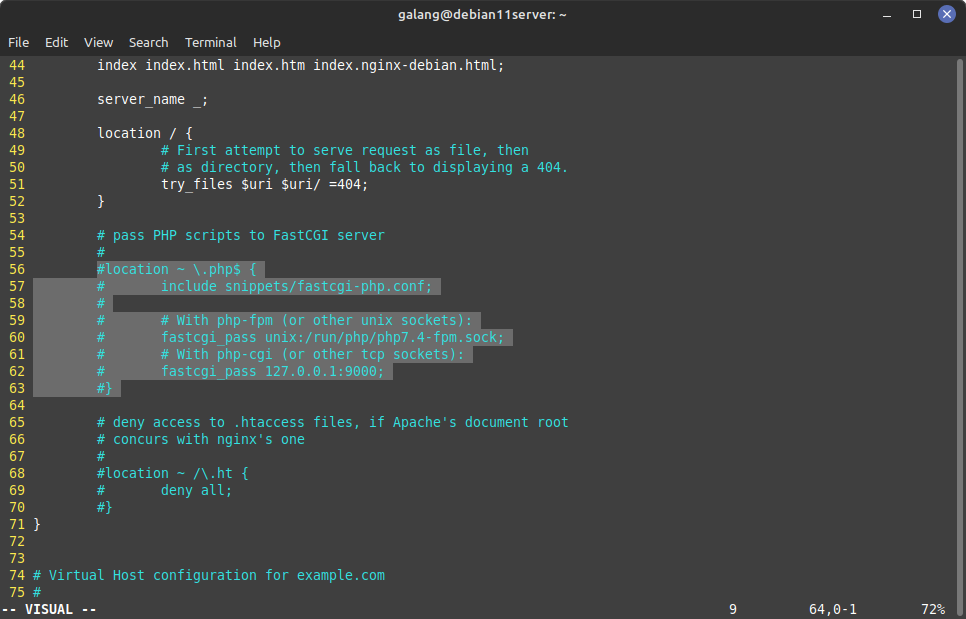 galang@debian11server: ~
File Edit View Search Terminal Help
44         index index.html index.htm index.nginx-debian.html;
45
46         server_name _;
47
48         location / {
49                 # First attempt to serve request as file, then
50                 # as directory, then fall back to displaying a 404.
51                 try_files $uri $uri/ =404;
52         }
53
54         # pass PHP scripts to FastCGI server
55         #
56         #location ~ \.php$ {
57         #       include snippets/fastcgi-php.conf;
58         #
59         #       # With php-fpm (or other unix sockets):
60         #       fastcgi_pass unix:/run/php/php7.4-fpm.sock;
61         #       # With php-cgi (or other tcp sockets):
62         #       fastcgi_pass 127.0.0.1:9000;
63         #}
64
65         # deny access to .htaccess files, if Apache's document root
66         # concurs with nginx's one
67         #
68         #location ~ /\.ht {
69         #       deny all;
70         #}
71 }
72
73
74 # Virtual Host configuration for example.com
75 #
-- VISUAL -- 9 64,0-1 72%